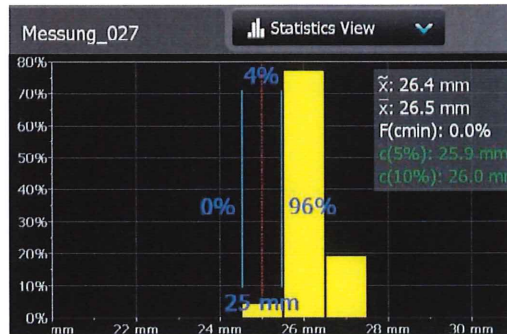 Messung_027
Statistics View
80%
70%
60%
50%
40%
30%
20%
10%
0%
4%
0%
96%
25 mm
x̃: 26.4 mm
x̄: 26.5 mm
F(cmin): 0.0%
c(5%): 25.9 mm
c(10%): 26.0 mm
mm
22 mm
24 mm
26 mm
28 mm
30 mm